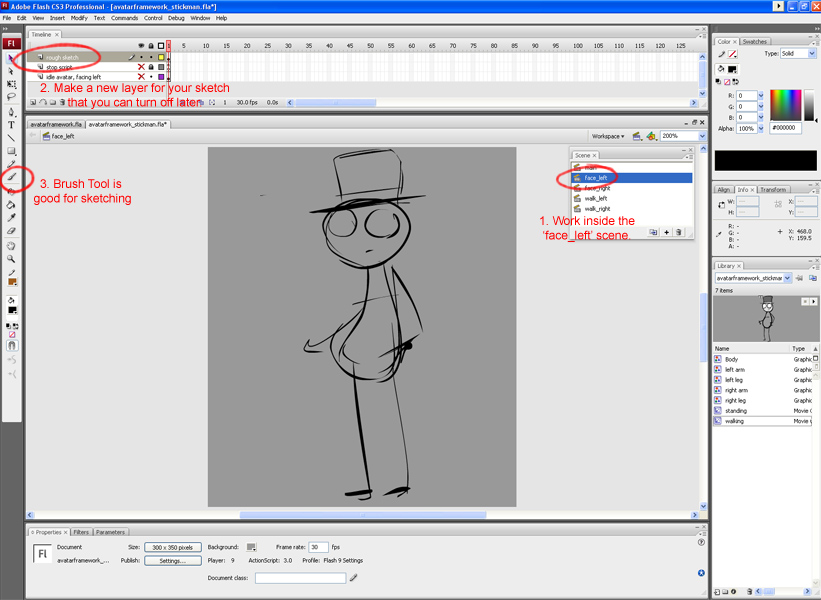 Adobe Flash CS3 Professional - [avatarframework_stickman.fla*]
File Edit View Insert Modify Text Commands Control Debug Window Help
Timeline ×
1 5 10 15 20 25 30 35 40 45 50 55 60 65 70 75 80 85 90 95 100 105 110 115 120 125
rough sketch
stop script
idle avatar, facing left
2. Make a new layer for your sketch
that you can turn off later.
1 30.0 fps 0.0s
avatarframework.fla avatarframework_stickman.fla* ×
face_left
Workspace ▾ 200%
3. Brush Tool is
good for sketching
Scene ×
face_left
face_right
walk_left
walk_right
1. Work inside the
'face_left' scene.
Color × Swatches
Type: Solid
R: 0
G: 0
B: 0
Alpha: 100% #000000
Align Info × Transform
W: X:
H: Y:
R: X: 468.0
G: Y: 159.5
B:
A:
Library ×
avatarframework_stickman
7 items
Name Type
Body Graphic
left arm Graphic
left leg Graphic
right arm Graphic
right leg Graphic
standing Movie C
walking Movie
Properties × Filters Parameters
Fl
Document Size: 300 x 350 pixels Background: Frame rate: 30 fps
avatarframework_... Publish: Settings... Player: 9 ActionScript: 3.0 Profile: Flash 9 Settings
Document class: